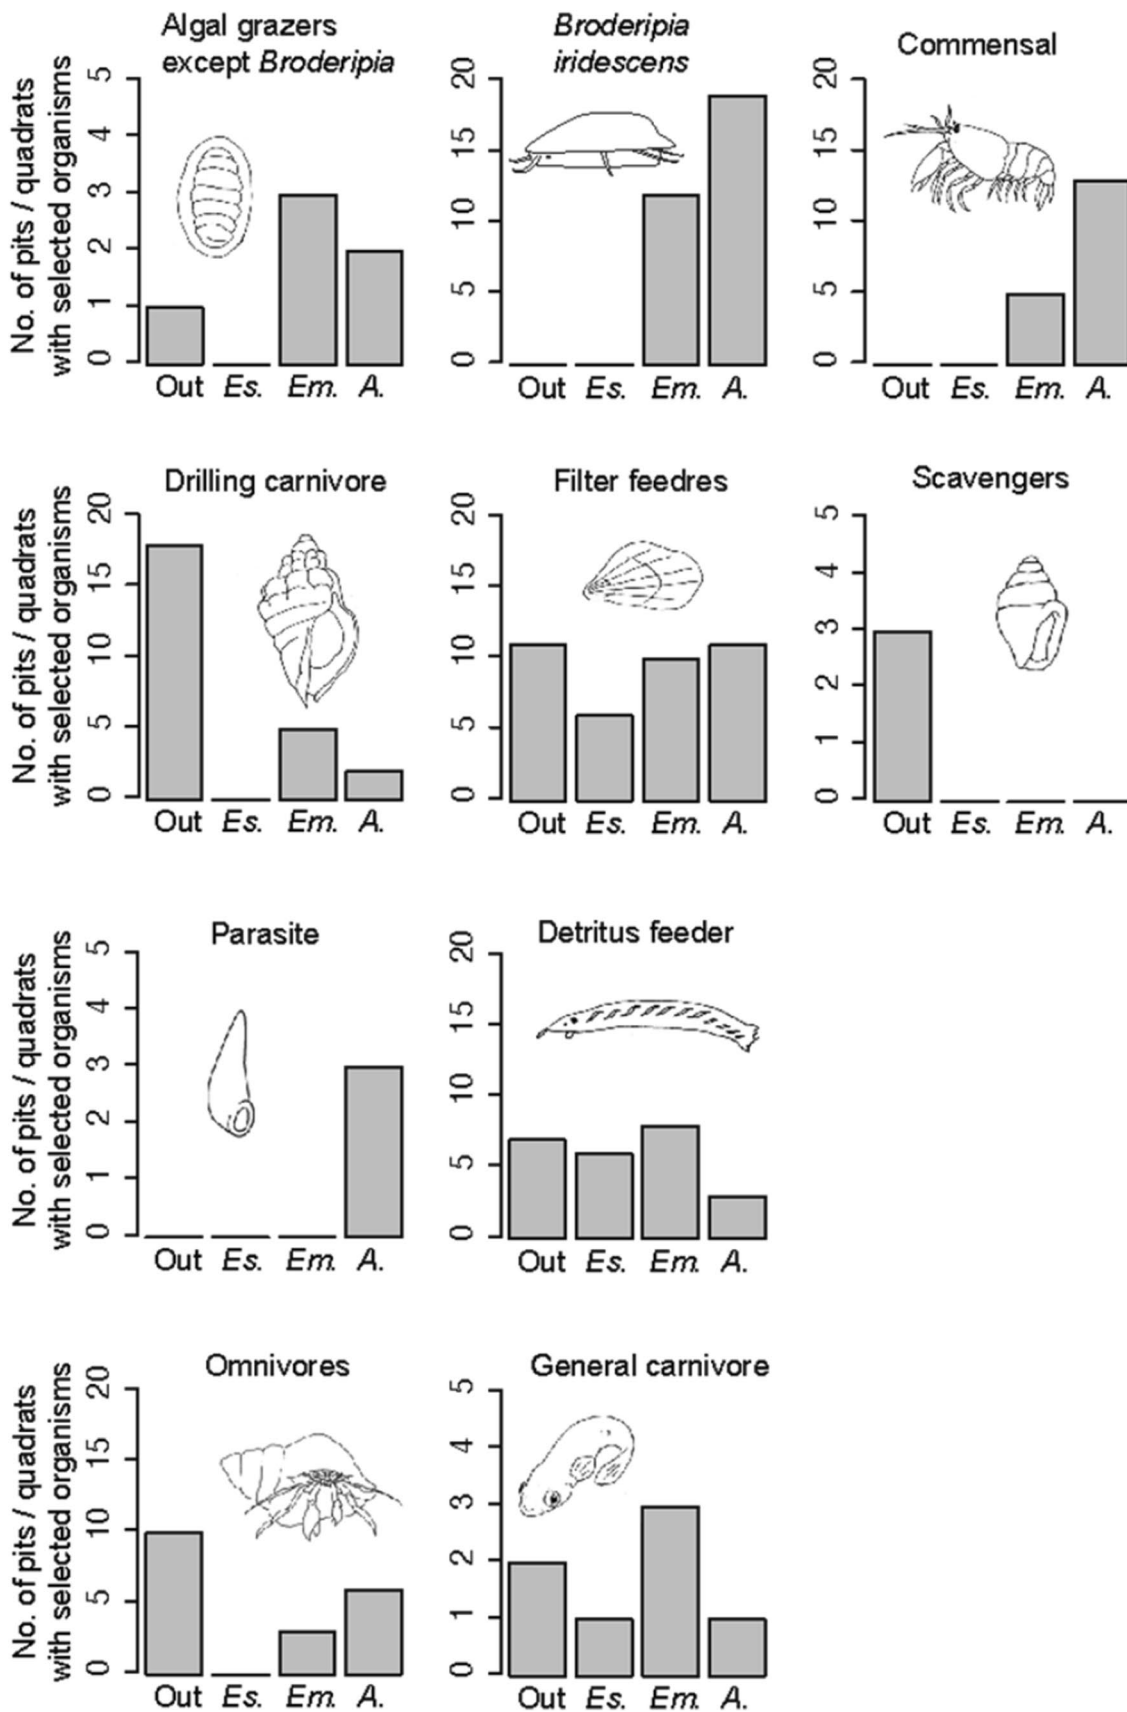 Algal grazers
except Broderipia
No. of pits / quadrats
with selected organisms
0 1 2 3 4 5
Out Es. Em. A.
Broderipia
iridescens
0 5 10 15 20
Out Es. Em. A.
Commensal
0 5 10 15 20
Out Es. Em. A.
Drilling carnivore
No. of pits / quadrats
with selected organisms
0 5 10 15 20
Out Es. Em. A.
Filter feedres
0 5 10 15 20
Out Es. Em. A.
Scavengers
0 1 2 3 4 5
Out Es. Em. A.
Parasite
No. of pits / quadrats
with selected organisms
0 1 2 3 4 5
Out Es. Em. A.
Detritus feeder
0 5 10 15 20
Out Es. Em. A.
Omnivores
No. of pits / quadrats
with selected organisms
0 5 10 15 20
Out Es. Em. A.
General carnivore
0 1 2 3 4 5
Out Es. Em. A.